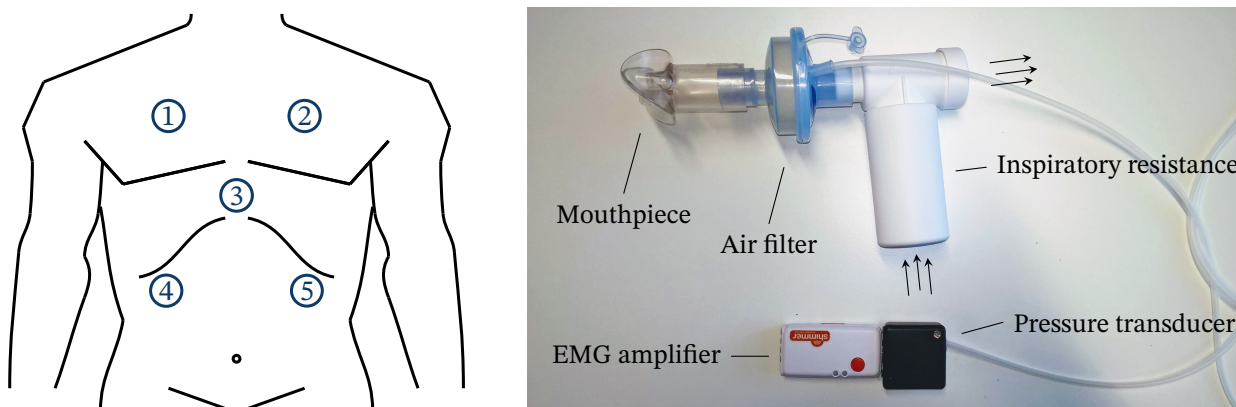 1
2
3
4
5
Mouthpiece
Air filter
Inspiratory resistance
Pressure transducer
EMG amplifier
shimmer